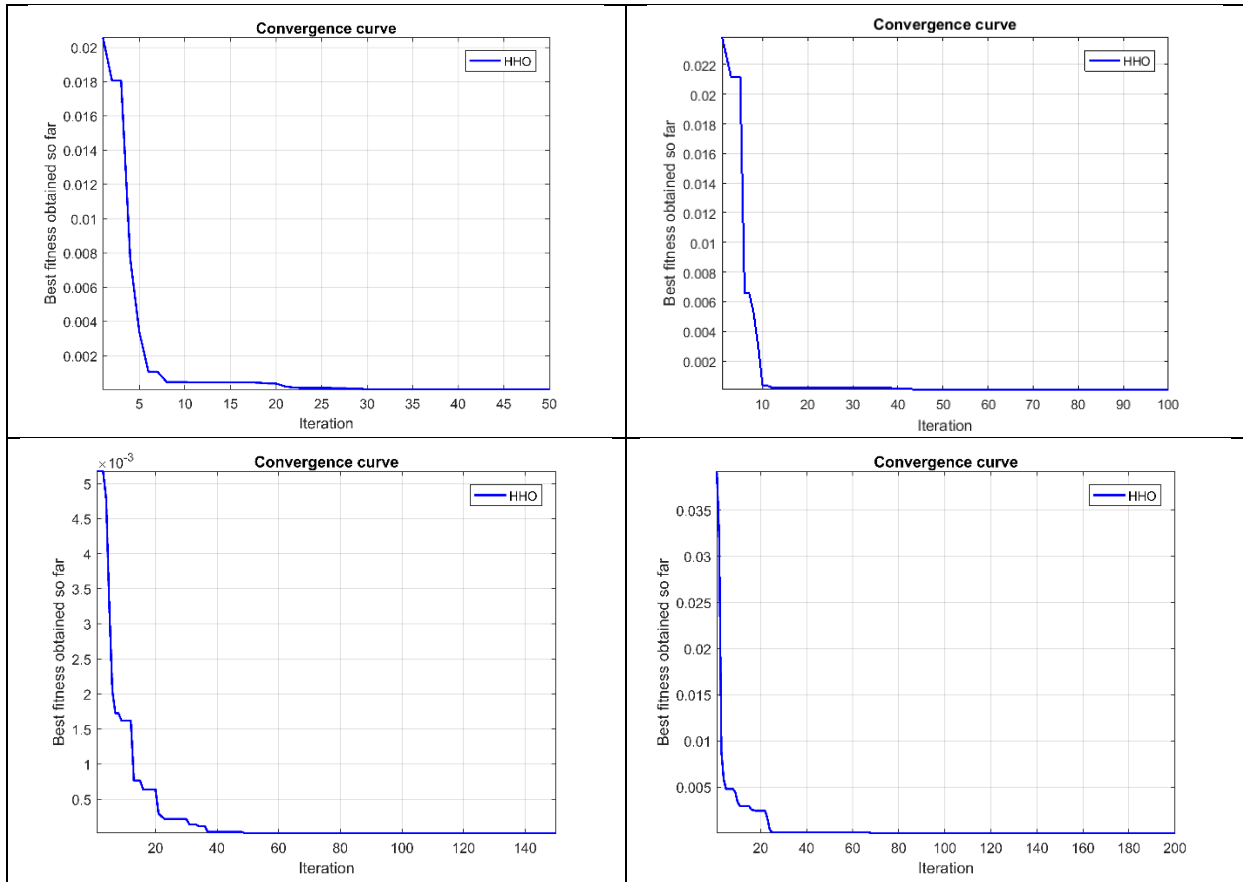 Convergence curve
HHO
0.02
0.018
0.016
0.014
0.012
0.01
0.008
0.006
0.004
0.002
Best fitness obtained so far
5 10 15 20 25 30 35 40 45 50
Iteration
Convergence curve
HHO
0.022
0.02
0.018
0.016
0.014
0.012
0.01
0.008
0.006
0.004
0.002
Best fitness obtained so far
10 20 30 40 50 60 70 80 90 100
Iteration
Convergence curve
×10⁻³
HHO
5
4.5
4
3.5
3
2.5
2
1.5
1
0.5
Best fitness obtained so far
20 40 60 80 100 120 140
Iteration
Convergence curve
HHO
0.035
0.03
0.025
0.02
0.015
0.01
0.005
Best fitness obtained so far
20 40 60 80 100 120 140 160 180 200
Iteration